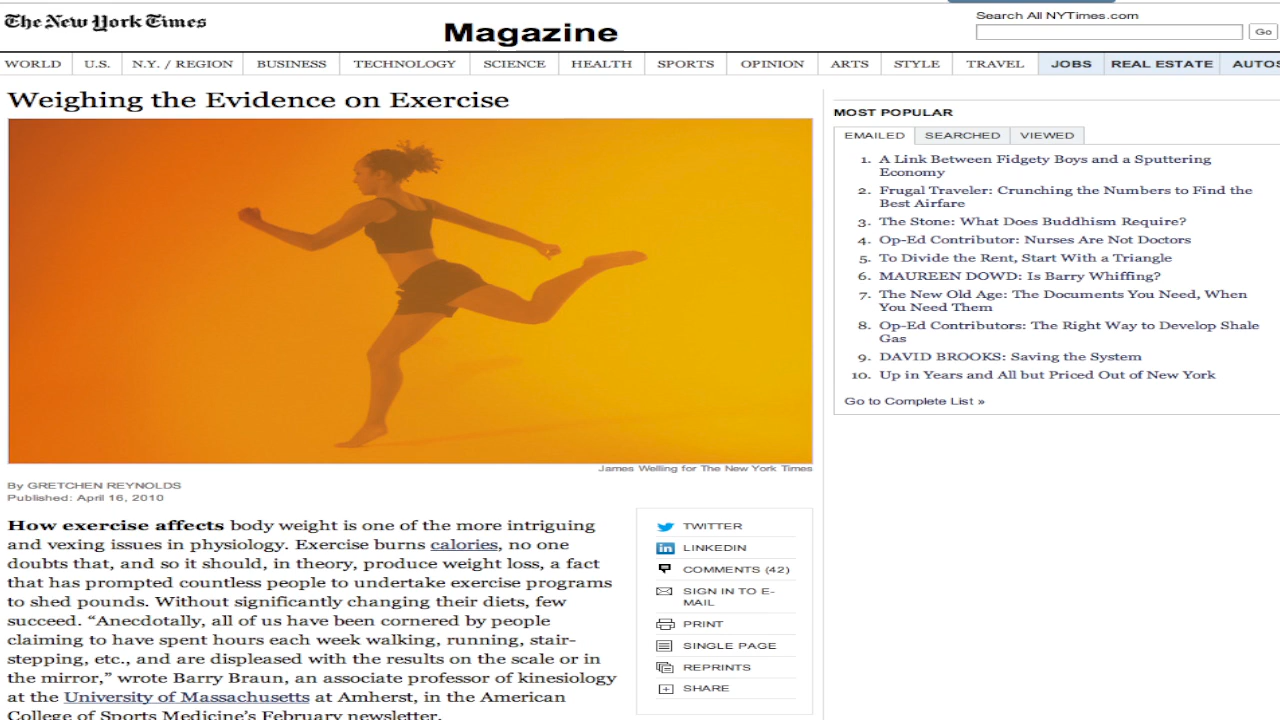 The New York Times
Magazine
Search All NYTimes.com
Go
WORLD U.S. N.Y. / REGION BUSINESS TECHNOLOGY SCIENCE HEALTH SPORTS OPINION ARTS STYLE TRAVEL JOBS REAL ESTATE AUTOS
Weighing the Evidence on Exercise
James Welling for The New York Times
By GRETCHEN REYNOLDS
Published: April 16, 2010
How exercise affects body weight is one of the more intriguing
and vexing issues in physiology. Exercise burns calories, no one
doubts that, and so it should, in theory, produce weight loss, a fact
that has prompted countless people to undertake exercise programs
to shed pounds. Without significantly changing their diets, few
succeed. “Anecdotally, all of us have been cornered by people
claiming to have spent hours each week walking, running, stair-
stepping, etc., and are displeased with the results on the scale or in
the mirror,” wrote Barry Braun, an associate professor of kinesiology
at the University of Massachusetts at Amherst, in the American
College of Sports Medicine’s February newsletter.
TWITTER
LINKEDIN
COMMENTS (42)
SIGN IN TO E-
MAIL
PRINT
SINGLE PAGE
REPRINTS
SHARE
MOST POPULAR
EMAILED SEARCHED VIEWED
1. A Link Between Fidgety Boys and a Sputtering
Economy
2. Frugal Traveler: Crunching the Numbers to Find the
Best Airfare
3. The Stone: What Does Buddhism Require?
4. Op-Ed Contributor: Nurses Are Not Doctors
5. To Divide the Rent, Start With a Triangle
6. MAUREEN DOWD: Is Barry Whiffing?
7. The New Old Age: The Documents You Need, When
You Need Them
8. Op-Ed Contributors: The Right Way to Develop Shale
Gas
9. DAVID BROOKS: Saving the System
10. Up in Years and All but Priced Out of New York
Go to Complete List »